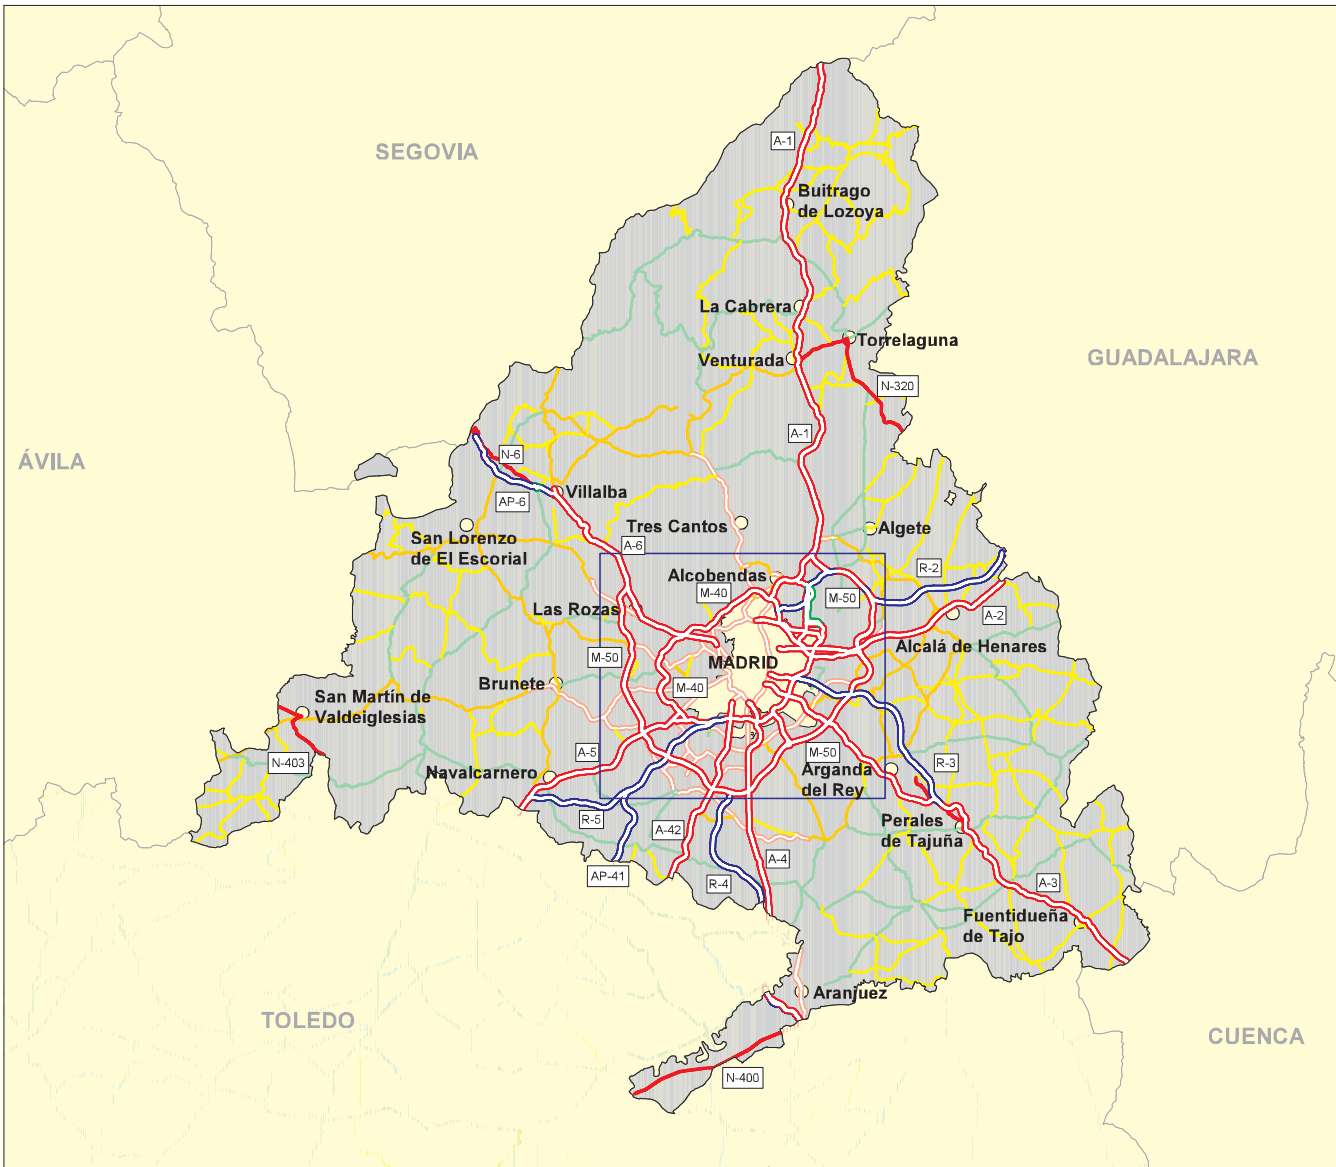 A-1
SEGOVIA
Buitrago
de Lozoya
La Cabrera
Torrelaguna
Venturada
GUADALAJARA
N-320
A-1
N-6
ÁVILA
Villalba
AP-6
Tres Cantos
Algete
San Lorenzo
de El Escorial
A-6
R-2
Alcobendas
M-40
M-50
Las Rozas
A-2
Alcalá de Henares
M-50
MADRID
Brunete
M-40
San Martín de
Valdeiglesias
A-5
M-50
N-403
Navalcarnero
Arganda
del Rey
R-3
R-5
A-42
Perales
de Tajuña
A-4
AP-41
R-4
A-3
Fuentidueña
de Tajo
Aranjuez
TOLEDO
CUENCA
N-400